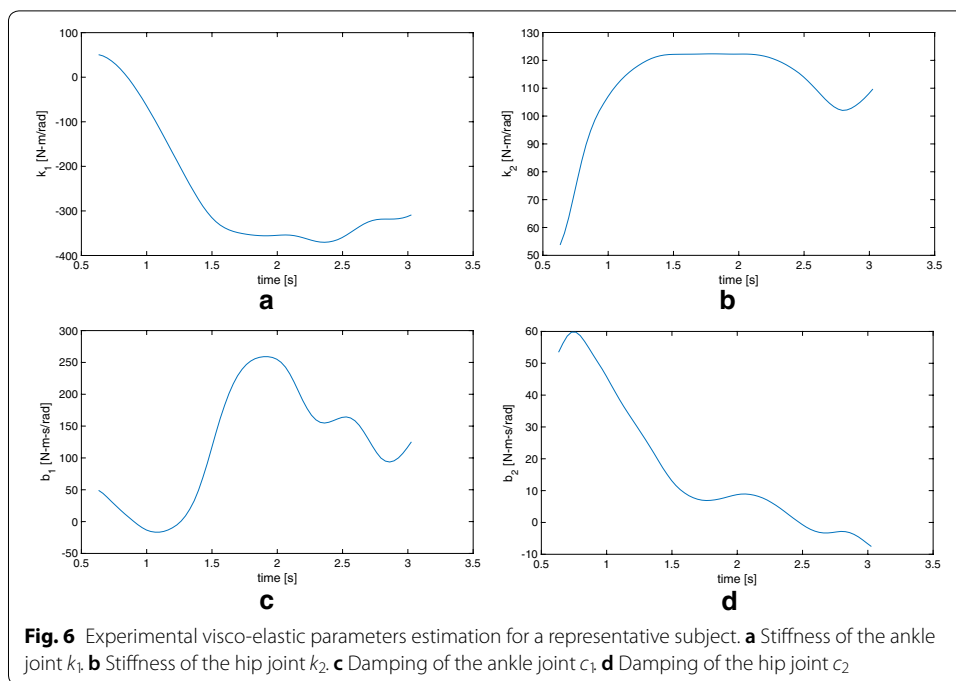 100
0
-100
-200
-300
-400
k1 [N-m/rad]
0.5 1 1.5 2 2.5 3 3.5
time [s]
a
130
120
110
100
90
80
70
60
50
k2 [N-m/rad]
0.5 1 1.5 2 2.5 3 3.5
time [s]
b
300
250
200
150
100
50
0
-50
b1 [N-m-s/rad]
0.5 1 1.5 2 2.5 3 3.5
time [s]
c
60
50
40
30
20
10
0
-10
b2 [N-m-s/rad]
0.5 1 1.5 2 2.5 3 3.5
time [s]
d
Fig. 6 Experimental visco-elastic parameters estimation for a representative subject. a Stiffness of the ankle
joint k1. b Stiffness of the hip joint k2. c Damping of the ankle joint c1. d Damping of the hip joint c2